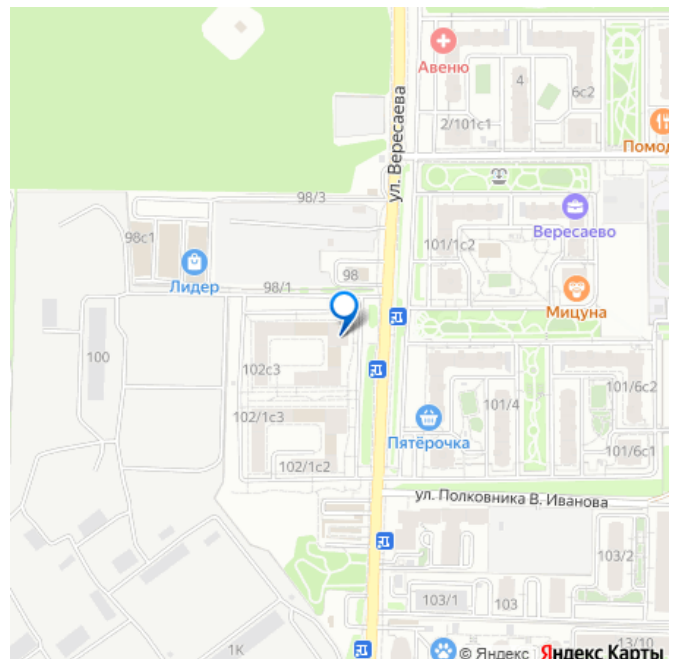 Авеню
4
6с2
2/101с1
Помод
ул. Вересаева
98/3
98с1
Вересаево
101/1с2
98
Лидер
98/1
Мицуна
100
102с3
101/6с2
101/4
102/1с3
Пятёрочка
101/6с1
102/1с2
ул. Полковника В. Иванова
103/2
103/1
103
1К
13/10
© Яндекс
Яндекс Карты